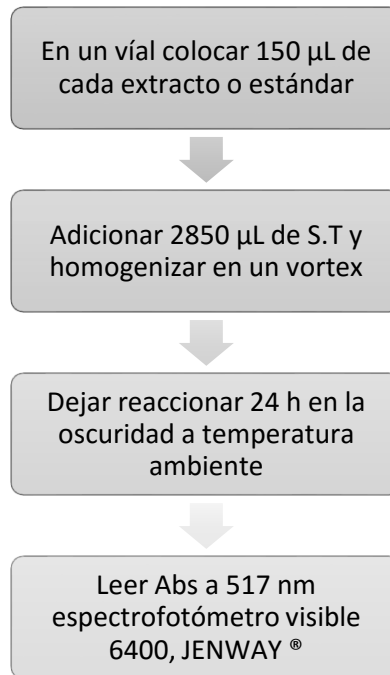 En un víal colocar 150 µL de
cada extracto o estándar
Adicionar 2850 µL de S.T y
homogenizar en un vortex
Dejar reaccionar 24 h en la
oscuridad a temperatura
ambiente
Leer Abs a 517 nm
espectrofotómetro visible
6400, JENWAY ®